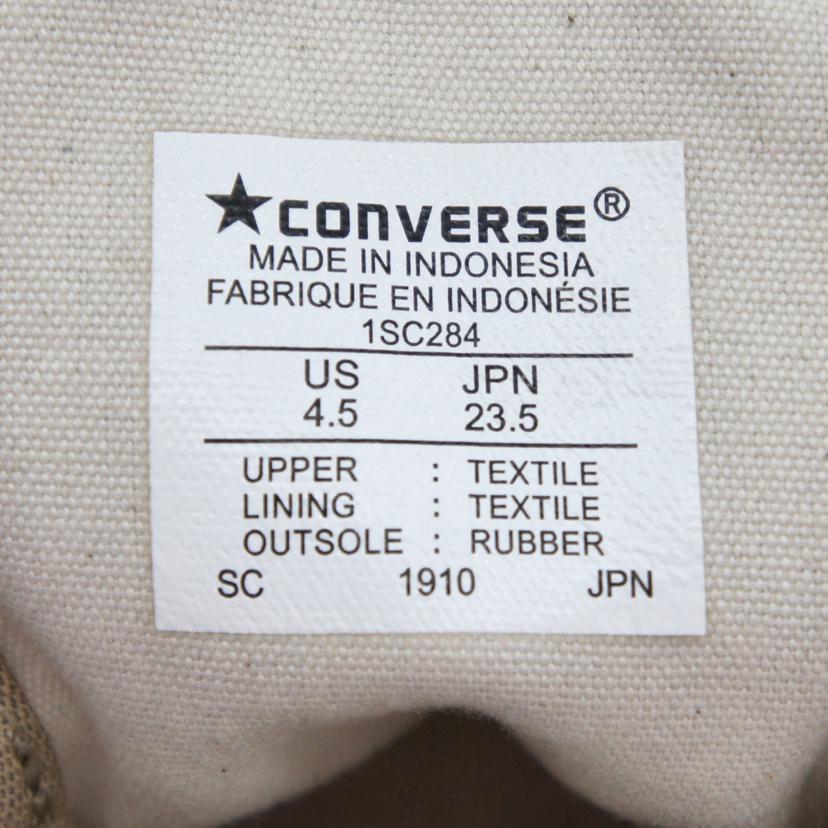 ★CONVERSE®
MADE IN INDONESIA
FABRIQUE EN INDONÉSIE
1SC284
US JPN
4.5 23.5
UPPER : TEXTILE
LINING : TEXTILE
OUTSOLE : RUBBER
SC 1910 JPN